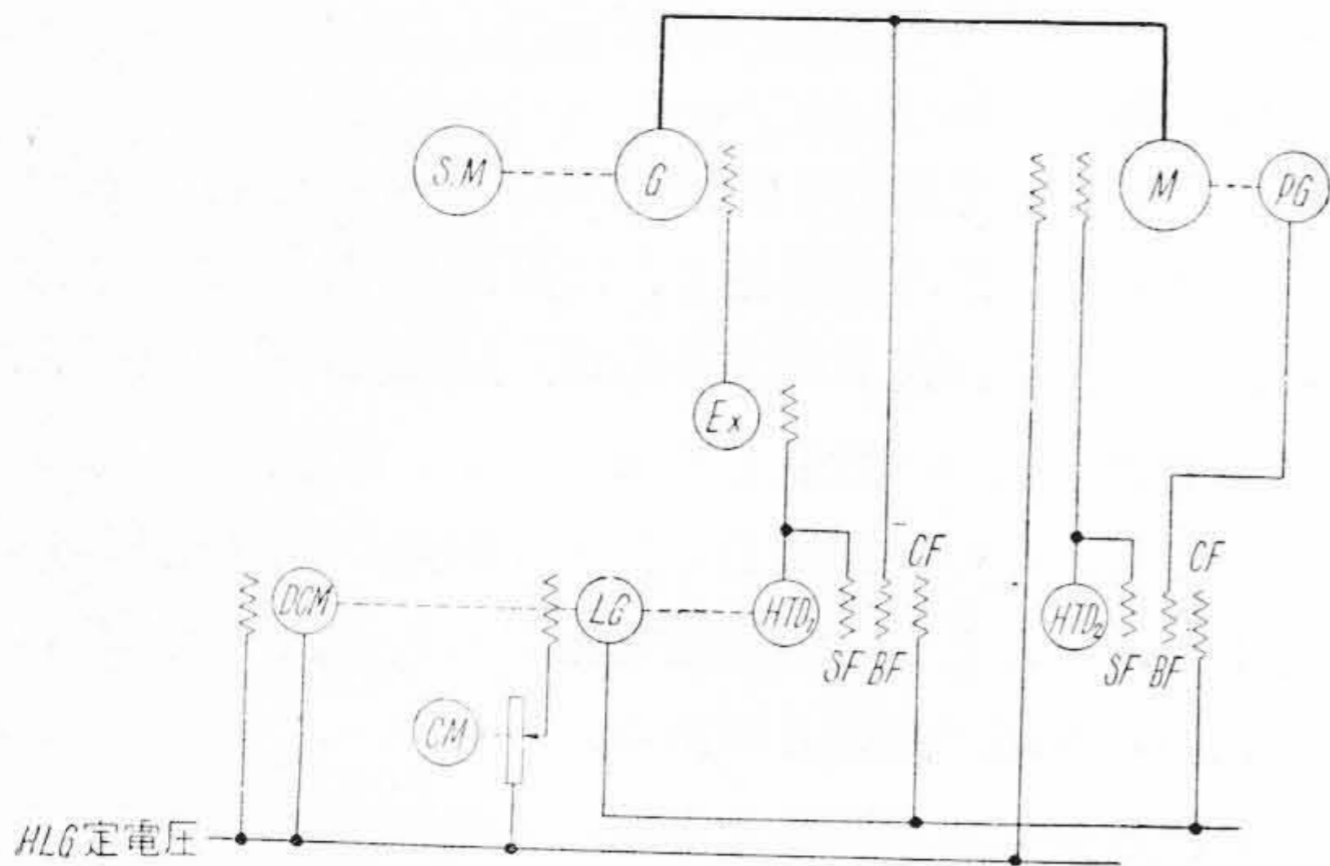 S.M
G
M
PG
Ex
CF
CF
DCM
LG
HTD₁
HTD₂
SF BF
SF BF
CM
HLG定電圧